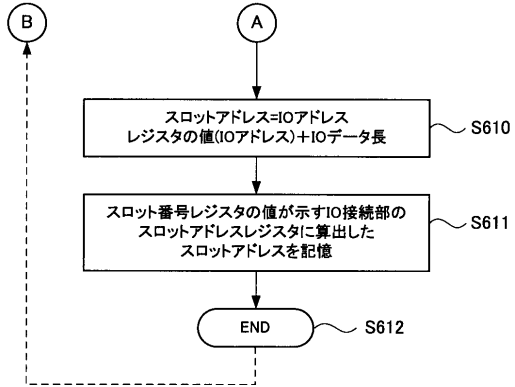 B
A
スロットアドレス=IOアドレス
レジスタの値(IOアドレス)+IOデータ長
S610
スロット番号レジスタの値が示すIO接続部の
スロットアドレスレジスタに算出した
スロットアドレスを記憶
S611
END
S612